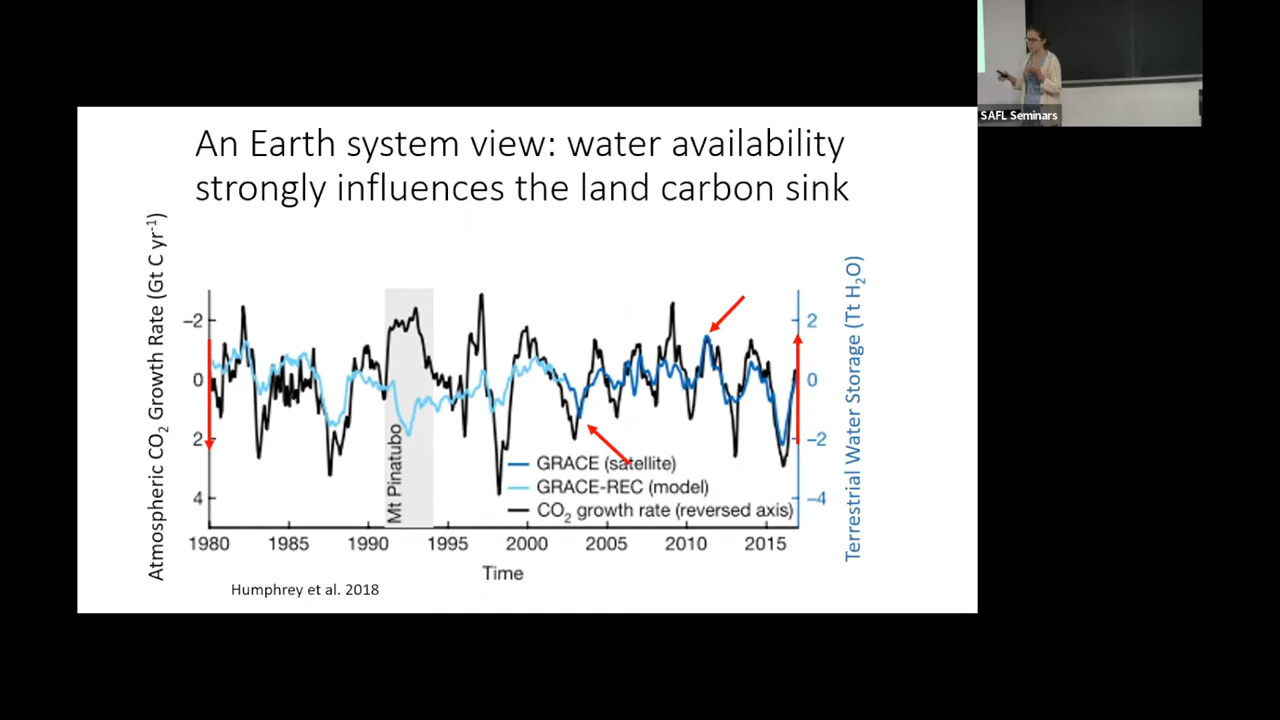 SAFL Seminars
An Earth system view: water availability
strongly influences the land carbon sink
Atmospheric CO₂ Growth Rate (Gt C yr⁻¹)
−2
0
2
4
Mt Pinatubo
GRACE (satellite)
GRACE-REC (model)
CO₂ growth rate (reversed axis)
2
0
−2
−4
Terrestrial Water Storage (Tt H₂O)
1980 1985 1990 1995 2000 2005 2010 2015
Time
Humphrey et al. 2018